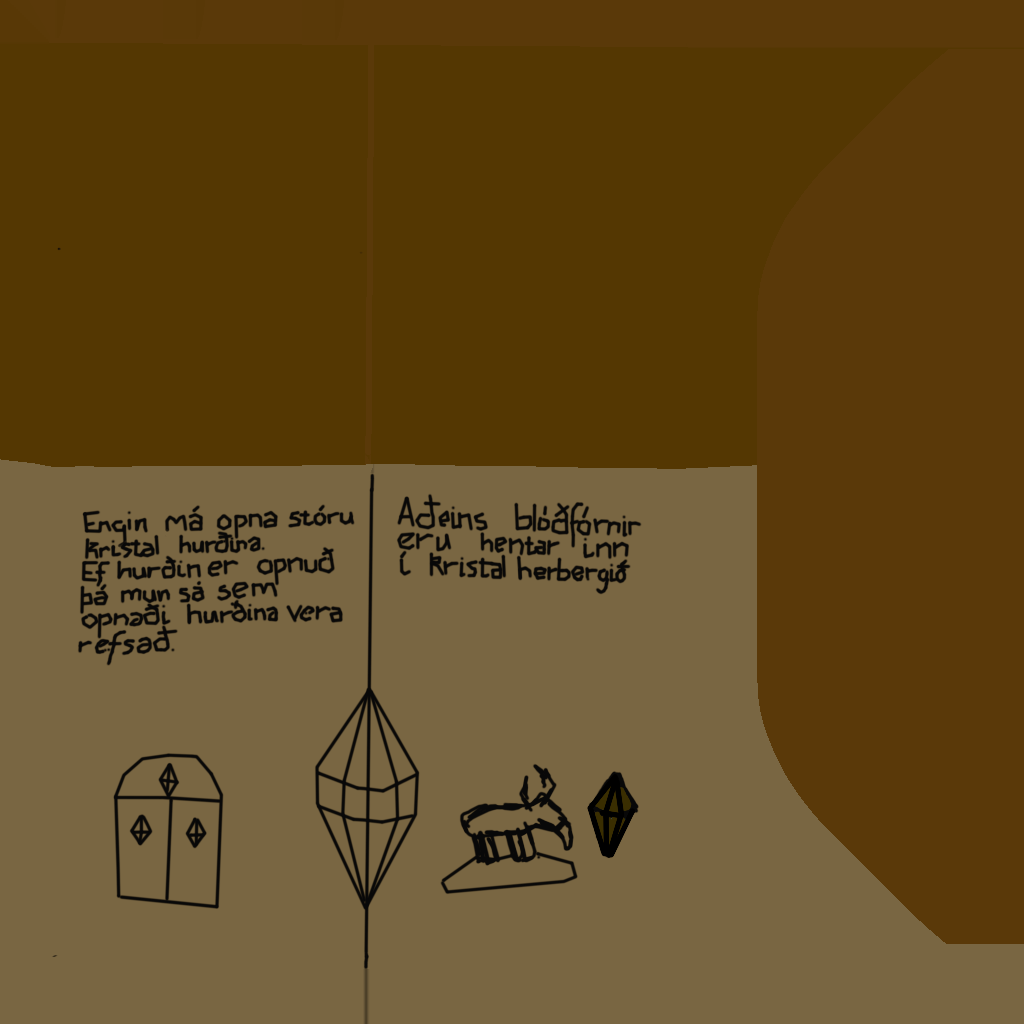 Engin má opna stóru
kristal hurðina.
Ef hurðin er opnuð
þá mun sá sem
opnaði hurðina vera
refsað.
Aðeins blóðfórnir
eru hentar inn
í kristal herbergið